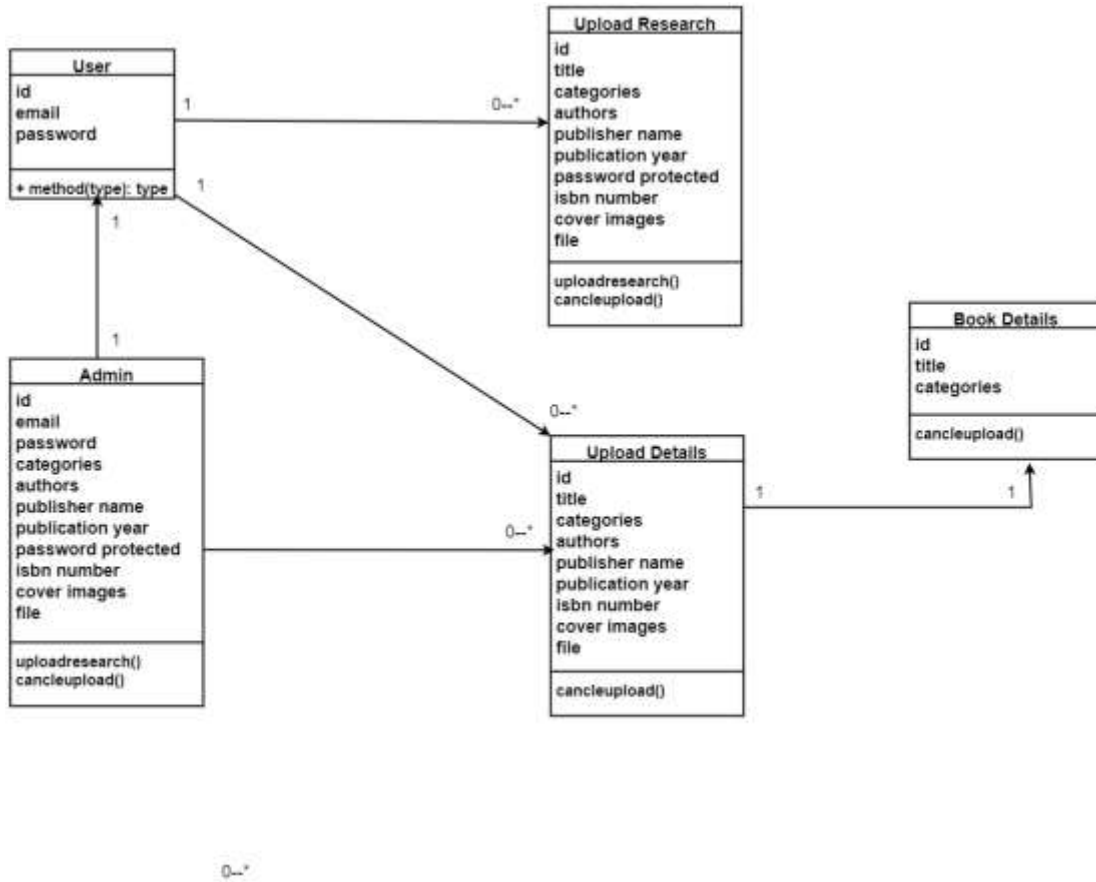 User
id
email
password
+ method(type): type
1
0--*
Upload Research
id
title
categories
authors
publisher name
publication year
password protected
isbn number
cover images
file
uploadresearch()
cancleupload()
1
1
1
0--*
Admin
id
email
password
categories
authors
publisher name
publication year
password protected
isbn number
cover images
file
uploadresearch()
cancleupload()
0--*
Upload Details
id
title
categories
authors
publisher name
publication year
isbn number
cover images
file
cancleupload()
1
1
Book Details
id
title
categories
cancleupload()
0--*